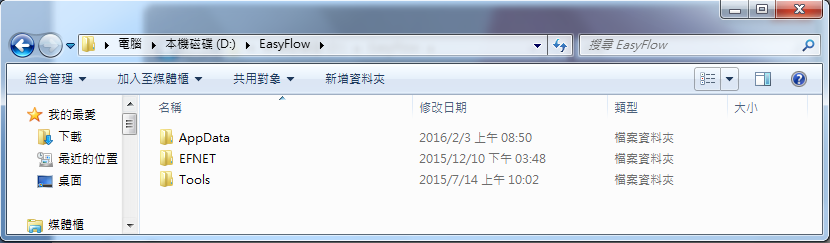 電腦 本機磁碟 (D:) EasyFlow 搜尋 EasyFlow
組合管理 加入至媒體櫃 共用對象 新增資料夾
我的最愛
下載
最近的位置
桌面
媒體櫃
名稱 修改日期 類型 大小
AppData 2016/2/3 上午 08:50 檔案資料夾
EFNET 2015/12/10 下午 03:48 檔案資料夾
Tools 2015/7/14 上午 10:02 檔案資料夾